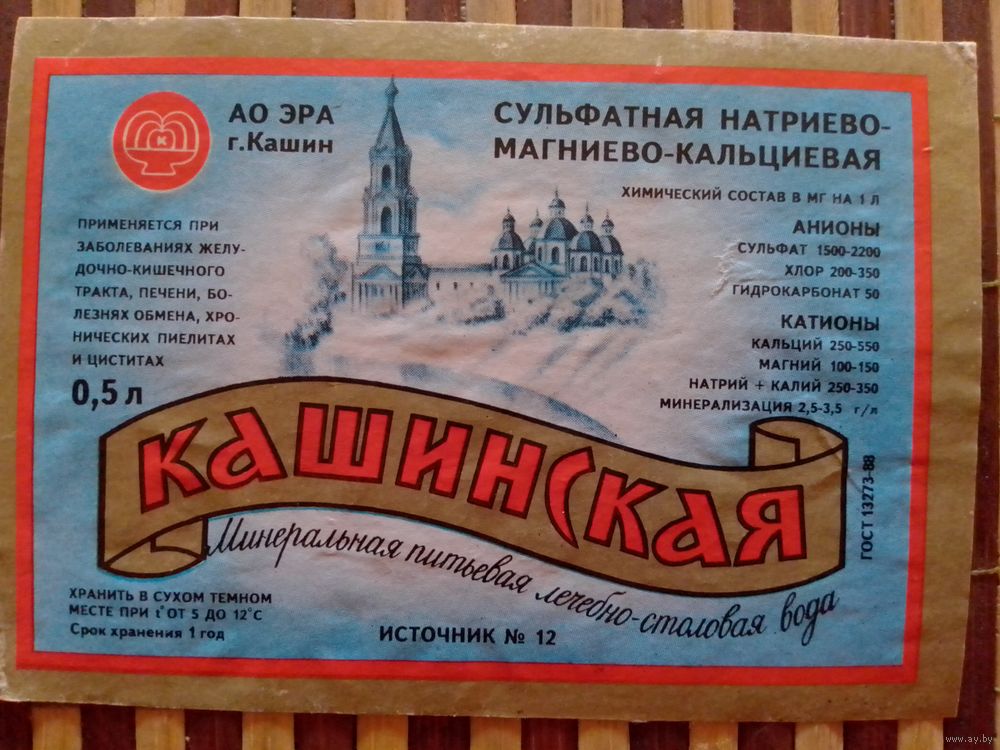 К
АО ЭРА
г.Кашин
СУЛЬФАТНАЯ НАТРИЕВО-
МАГНИЕВО-КАЛЬЦИЕВАЯ
ХИМИЧЕСКИЙ СОСТАВ В МГ НА 1 Л
АНИОНЫ
СУЛЬФАТ 1500-2200
ХЛОР 200-350
ГИДРОКАРБОНАТ 50
КАТИОНЫ
КАЛЬЦИЙ 250-550
МАГНИЙ 100-150
НАТРИЙ + КАЛИЙ 250-350
МИНЕРАЛИЗАЦИЯ 2,5-3,5 г/л
ПРИМЕНЯЕТСЯ ПРИ
ЗАБОЛЕВАНИЯХ ЖЕЛУ-
ДОЧНО-КИШЕЧНОГО
ТРАКТА, ПЕЧЕНИ, БО-
ЛЕЗНЯХ ОБМЕНА, ХРО-
НИЧЕСКИХ ПИЕЛИТАХ
И ЦИСТИТАХ
0,5 л
КАШИНСКАЯ
Минеральная питьевая лечебно-столовая вода
ГОСТ 13273-88
ХРАНИТЬ В СУХОМ ТЕМНОМ
МЕСТЕ ПРИ t° ОТ 5 ДО 12°С
Срок хранения 1 год
ИСТОЧНИК № 12
www.ay.by